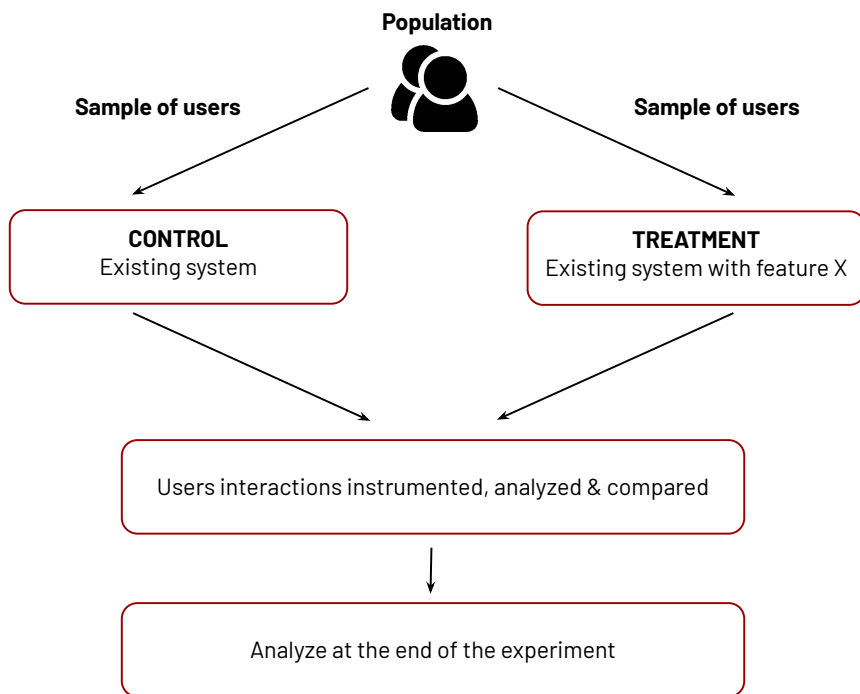 Population
Sample of users
Sample of users
CONTROL
Existing system
TREATMENT
Existing system with feature X
Users interactions instrumented, analyzed & compared
Analyze at the end of the experiment